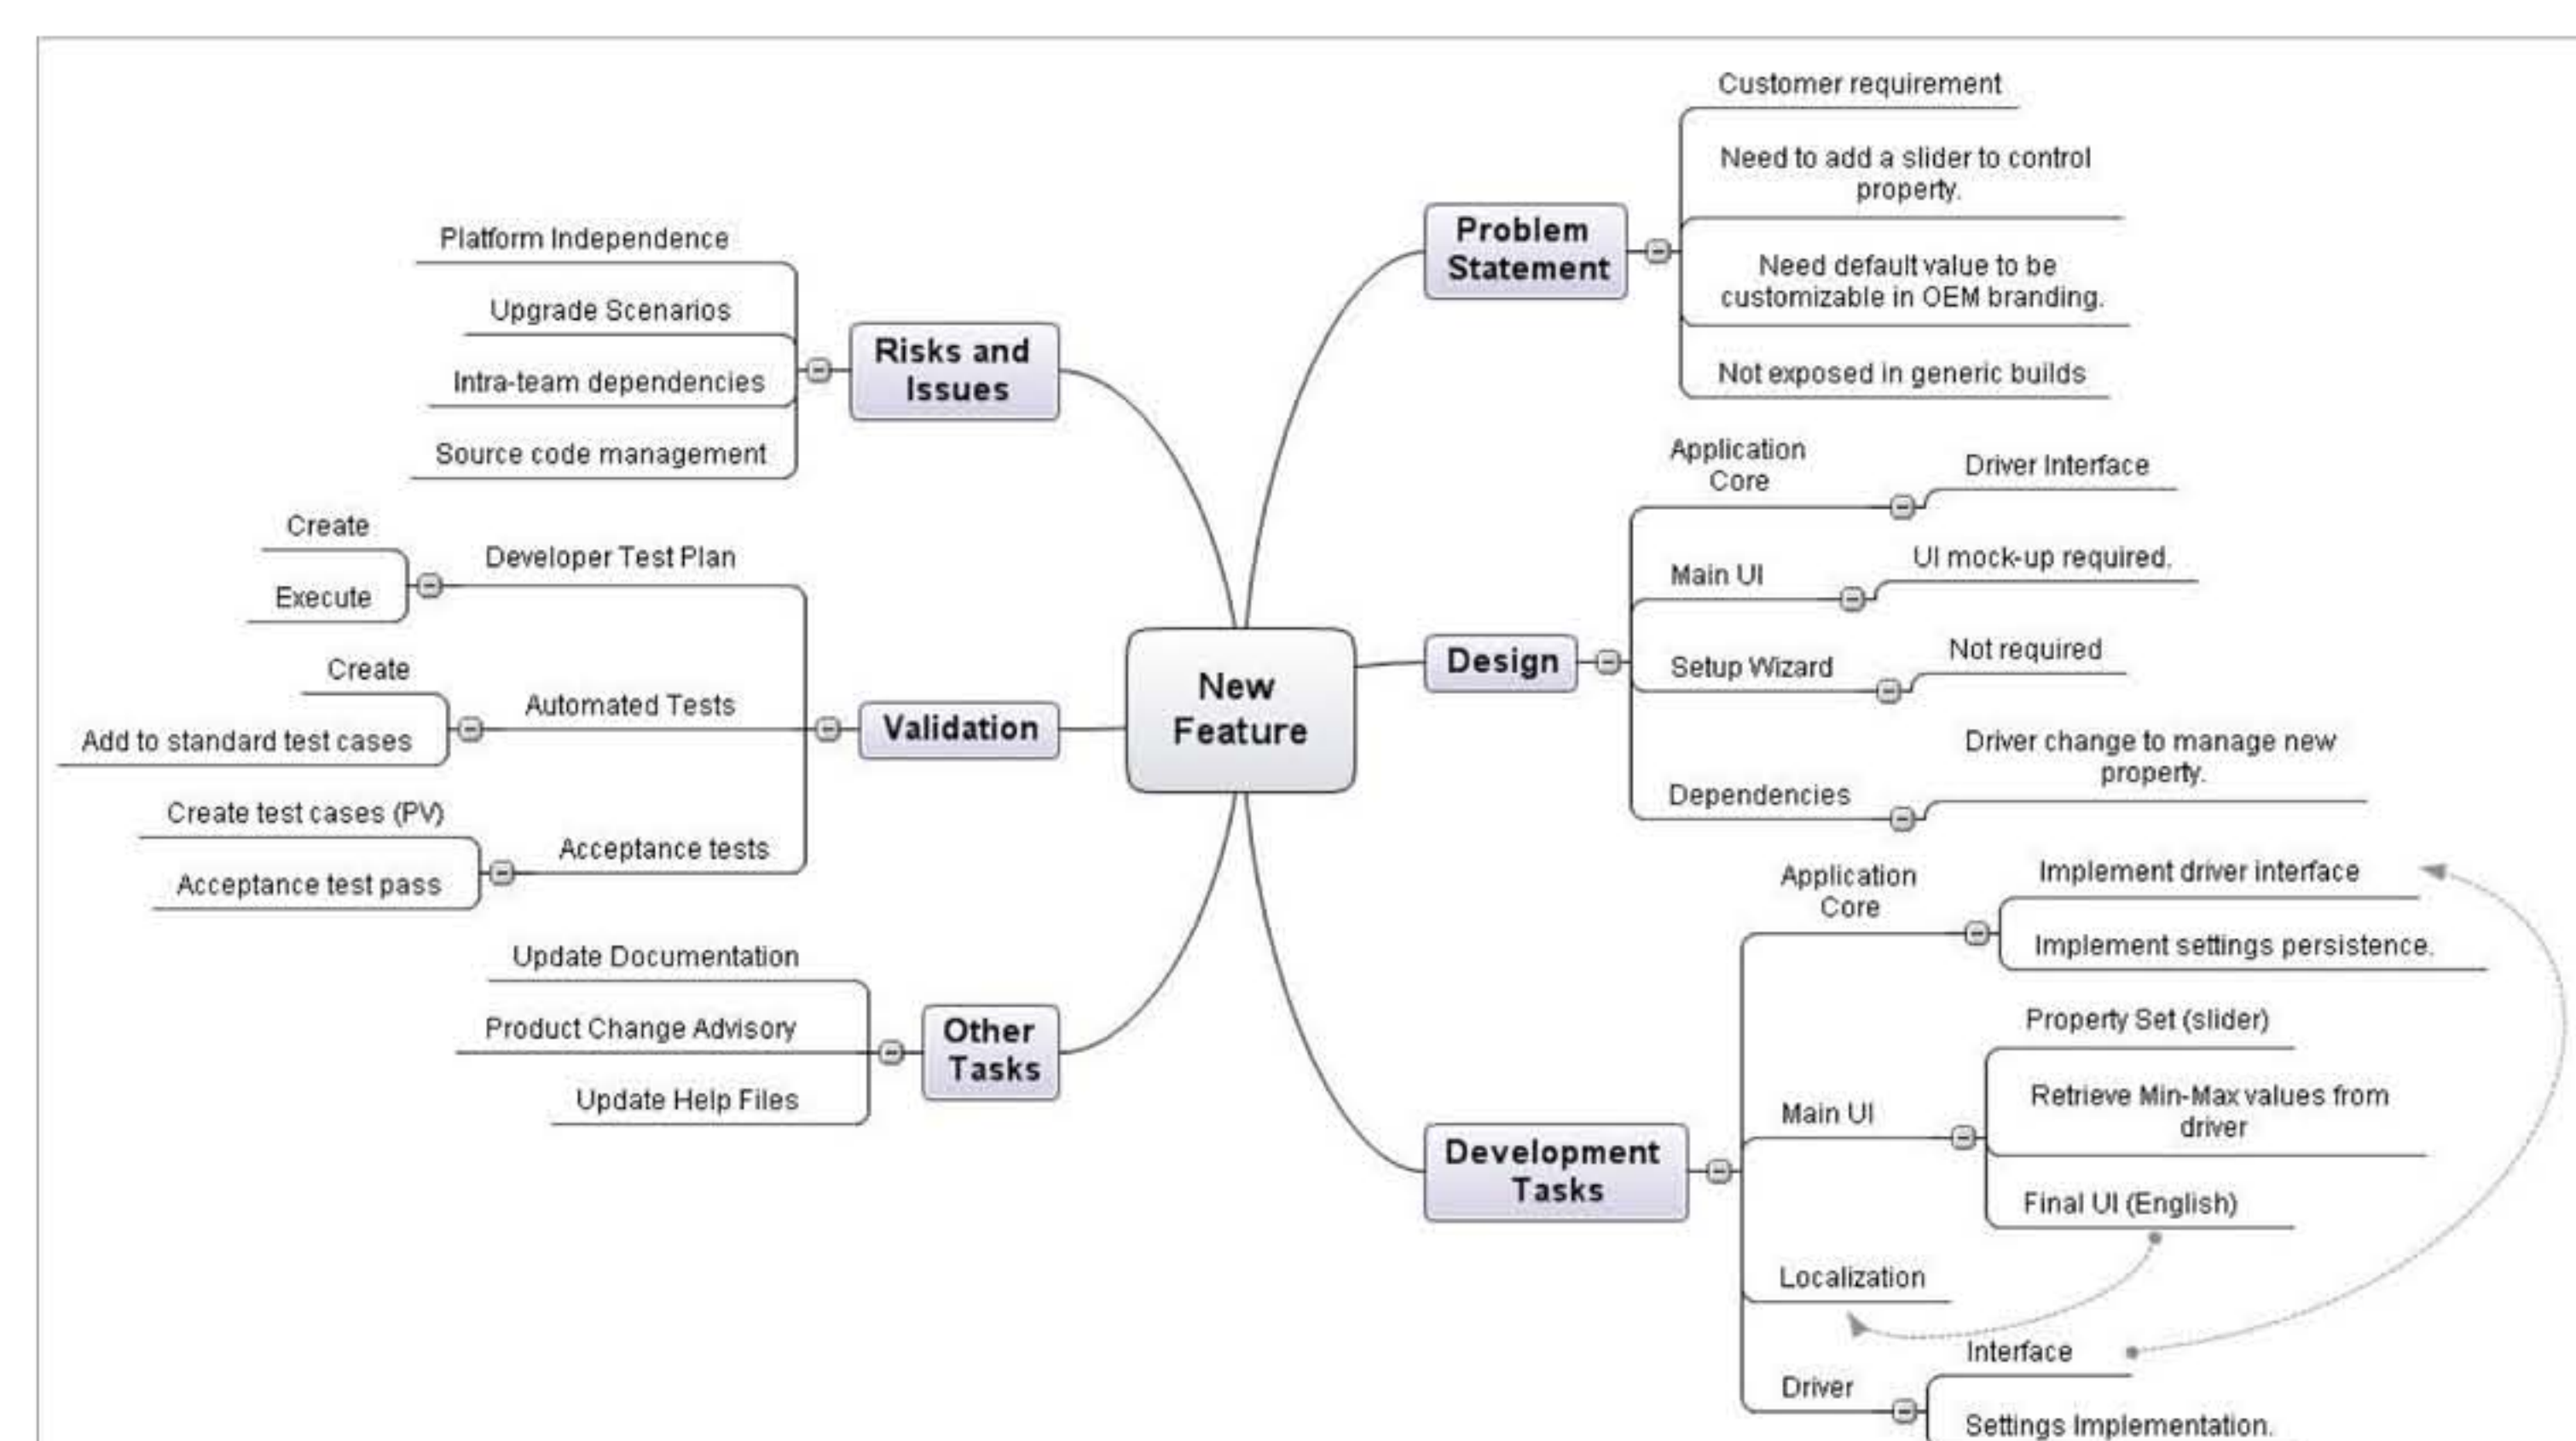 New
Feature
Problem
Statement
Customer requirement
Need to add a slider to control
property.
Need default value to be
customizable in OEM branding.
Not exposed in generic builds
Design
Application
Core
Driver Interface
Main UI
UI mock-up required.
Setup Wizard
Not required
Dependencies
Driver change to manage new
property.
Development
Tasks
Application
Core
Implement driver interface
Implement settings persistence.
Main UI
Property Set (slider)
Retrieve Min-Max values from
driver
Final UI (English)
Localization
Driver
Interface
Settings Implementation.
Risks and
Issues
Platform Independence
Upgrade Scenarios
Intra-team dependencies
Source code management
Validation
Developer Test Plan
Create
Execute
Automated Tests
Create
Add to standard test cases
Acceptance tests
Create test cases (PV)
Acceptance test pass
Other
Tasks
Update Documentation
Product Change Advisory
Update Help Files